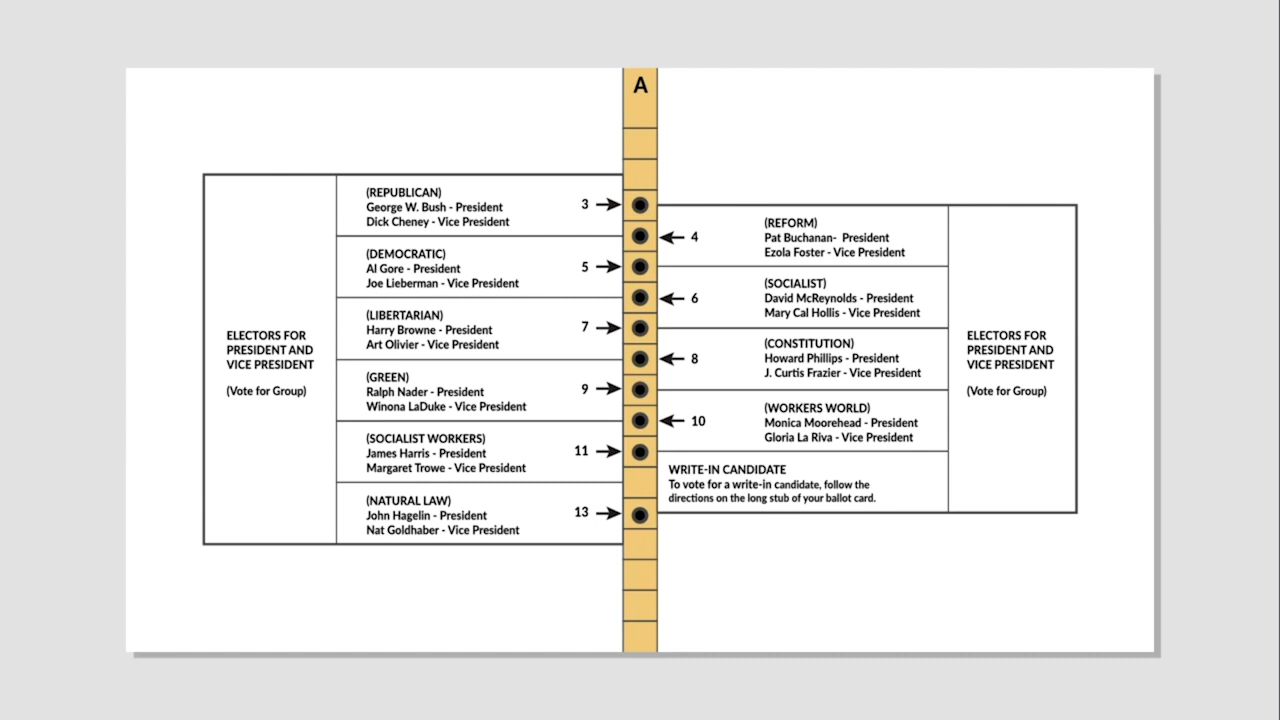 A
ELECTORS FOR
PRESIDENT AND
VICE PRESIDENT
(Vote for Group)
(REPUBLICAN)
George W. Bush - President
Dick Cheney - Vice President
3
(DEMOCRATIC)
Al Gore - President
Joe Lieberman - Vice President
5
(LIBERTARIAN)
Harry Browne - President
Art Olivier - Vice President
7
(GREEN)
Ralph Nader - President
Winona LaDuke - Vice President
9
(SOCIALIST WORKERS)
James Harris - President
Margaret Trowe - Vice President
11
(NATURAL LAW)
John Hagelin - President
Nat Goldhaber - Vice President
13
4
(REFORM)
Pat Buchanan-  President
Ezola Foster - Vice President
6
(SOCIALIST)
David McReynolds - President
Mary Cal Hollis - Vice President
8
(CONSTITUTION)
Howard Phillips - President
J. Curtis Frazier - Vice President
10
(WORKERS WORLD)
Monica Moorehead - President
Gloria La Riva - Vice President
WRITE-IN CANDIDATE
To vote for a write-in candidate, follow the
directions on the long stub of your ballot card.
ELECTORS FOR
PRESIDENT AND
VICE PRESIDENT
(Vote for Group)